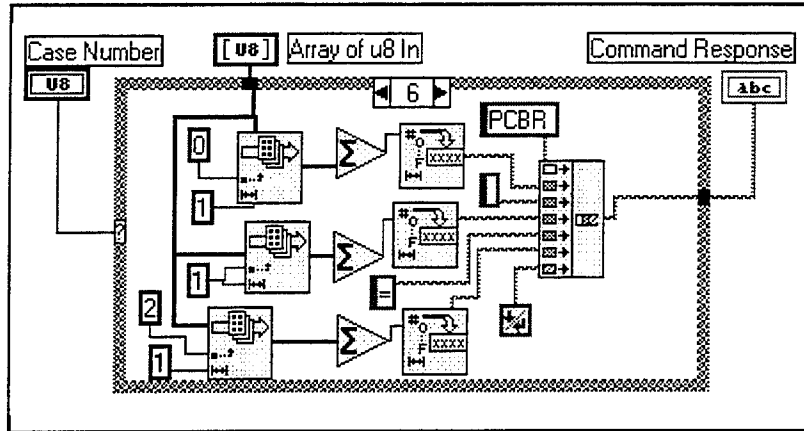 Case Number
U8
[U8]
Array of u8 In
Command Response
abc
6
?
0
1
#
O
F
xxxx
PCBR
1
#
O
F
xxxx
=
2
1
#
O
F
xxxx